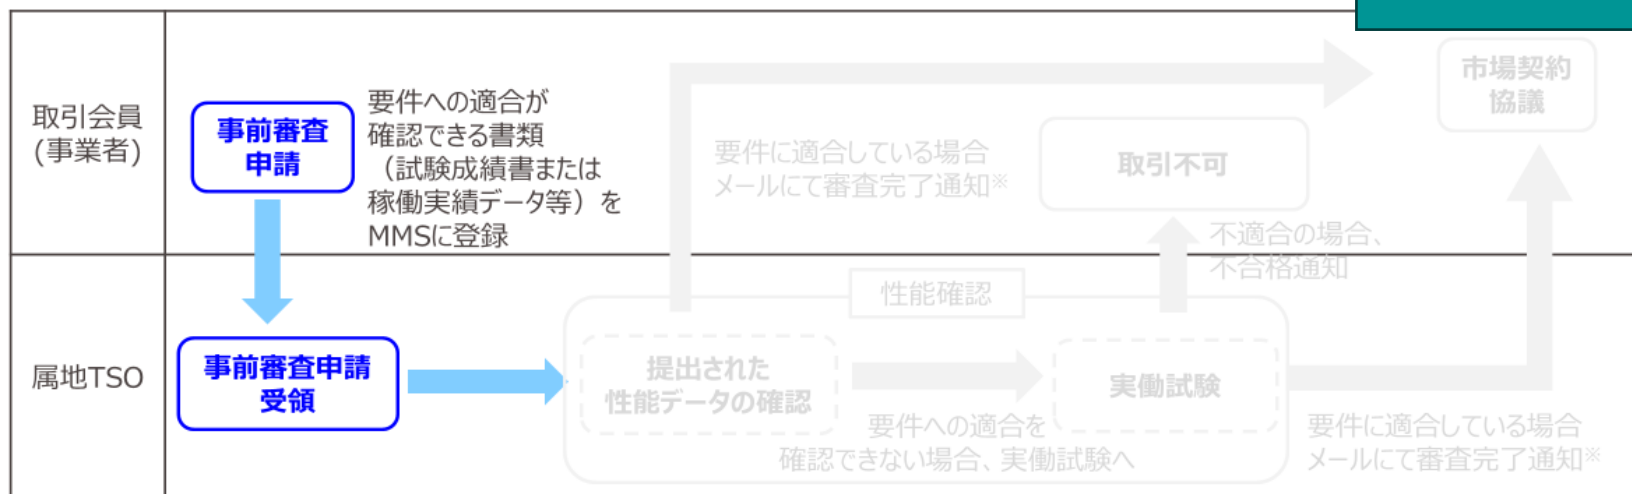 取引会員
(事業者)
事前審査
申請
要件への適合が
確認できる書類
（試験成績書または
稼働実績データ等）を
MMSに登録
要件に適合している場合
メールにて審査完了通知※
取引不可
市場契約
協議
不適合の場合、
不合格通知
属地TSO
事前審査申請
受領
性能確認
提出された
性能データの確認
要件への適合を
確認できない場合、実働試験へ
実働試験
要件に適合している場合
メールにて審査完了通知※